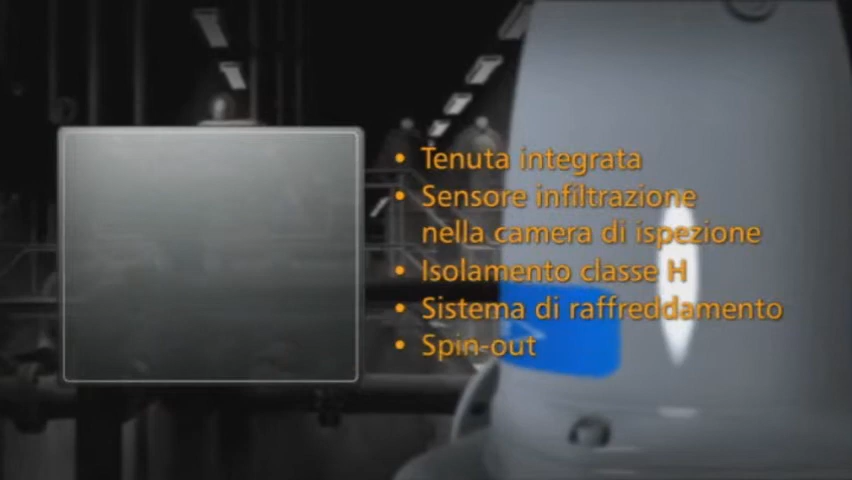 • Tenuta integrata
• Sensore infiltrazione
nella camera di ispezione
• Isolamento classe H
• Sistema di raffreddamento
• Spin-out